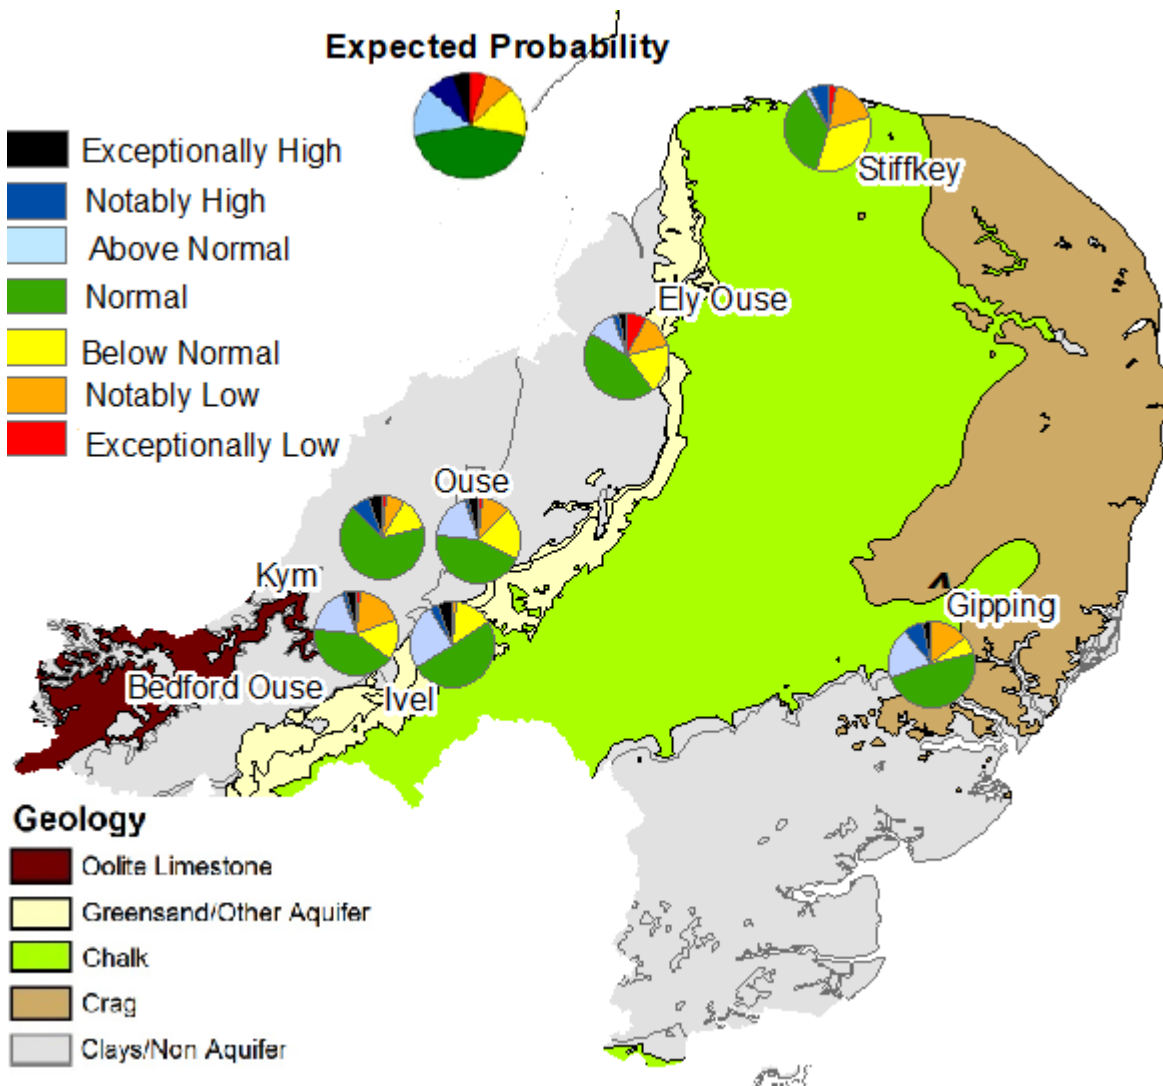 Expected Probability
Exceptionally High
Notably High
Above Normal
Normal
Below Normal
Notably Low
Exceptionally Low
Stiffkey
Ely Ouse
Ouse
Kym
Bedford Ouse
Ivel
Gipping
Geology
Oolite Limestone
Greensand/Other Aquifer
Chalk
Crag
Clays/Non Aquifer